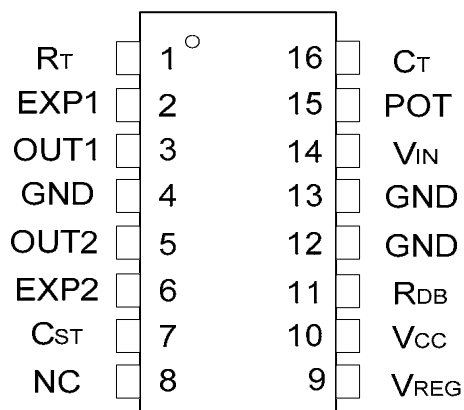 RT 1 16 CT
EXP1 2 15 POT
OUT1 3 14 VIN
GND 4 13 GND
OUT2 5 12 GND
EXP2 6 11 RDB
CST 7 10 VCC
NC 8 9 VREG